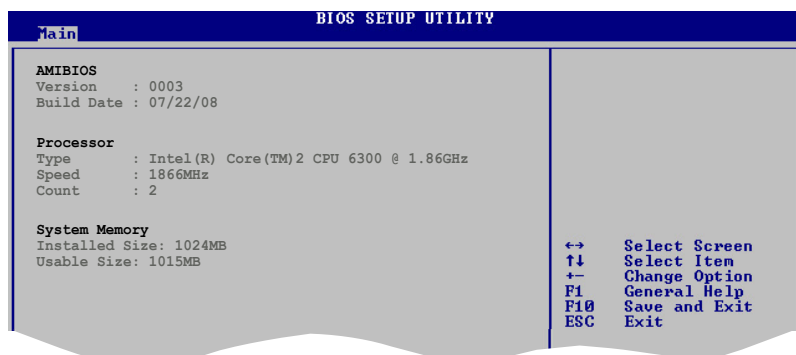 BIOS SETUP UTILITY
Main
AMIBIOS
Version : 0003
Build Date : 07/22/08
Processor
Type : Intel(R) Core(TM)2 CPU 6300 @ 1.86GHz
Speed : 1866MHz
Count : 2
System Memory
Installed Size: 1024MB
Usable Size: 1015MB
←→ Select Screen
↑↓ Select Item
+- Change Option
F1 General Help
F10 Save and Exit
ESC Exit